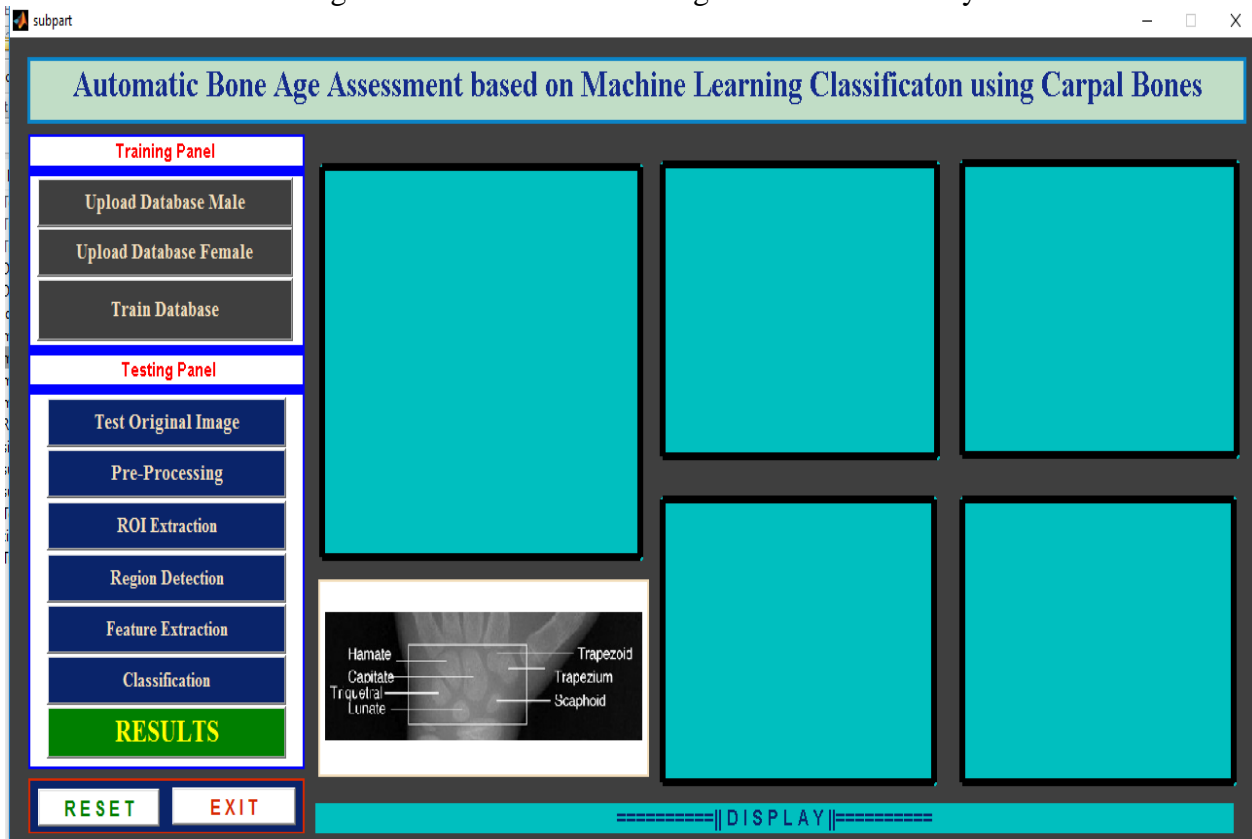 subpart
Automatic Bone Age Assessment based on Machine Learning Classificaton using Carpal Bones
Training Panel
Upload Database Male
Upload Database Female
Train Database
Testing Panel
Test Original Image
Pre-Processing
ROI Extraction
Region Detection
Feature Extraction
Classification
RESULTS
RESET
EXIT
Hamate
Capitate
Triquetral
Lunate
Trapezoid
Trapezium
Scaphoid
==========|| D I S P L A Y ||==========